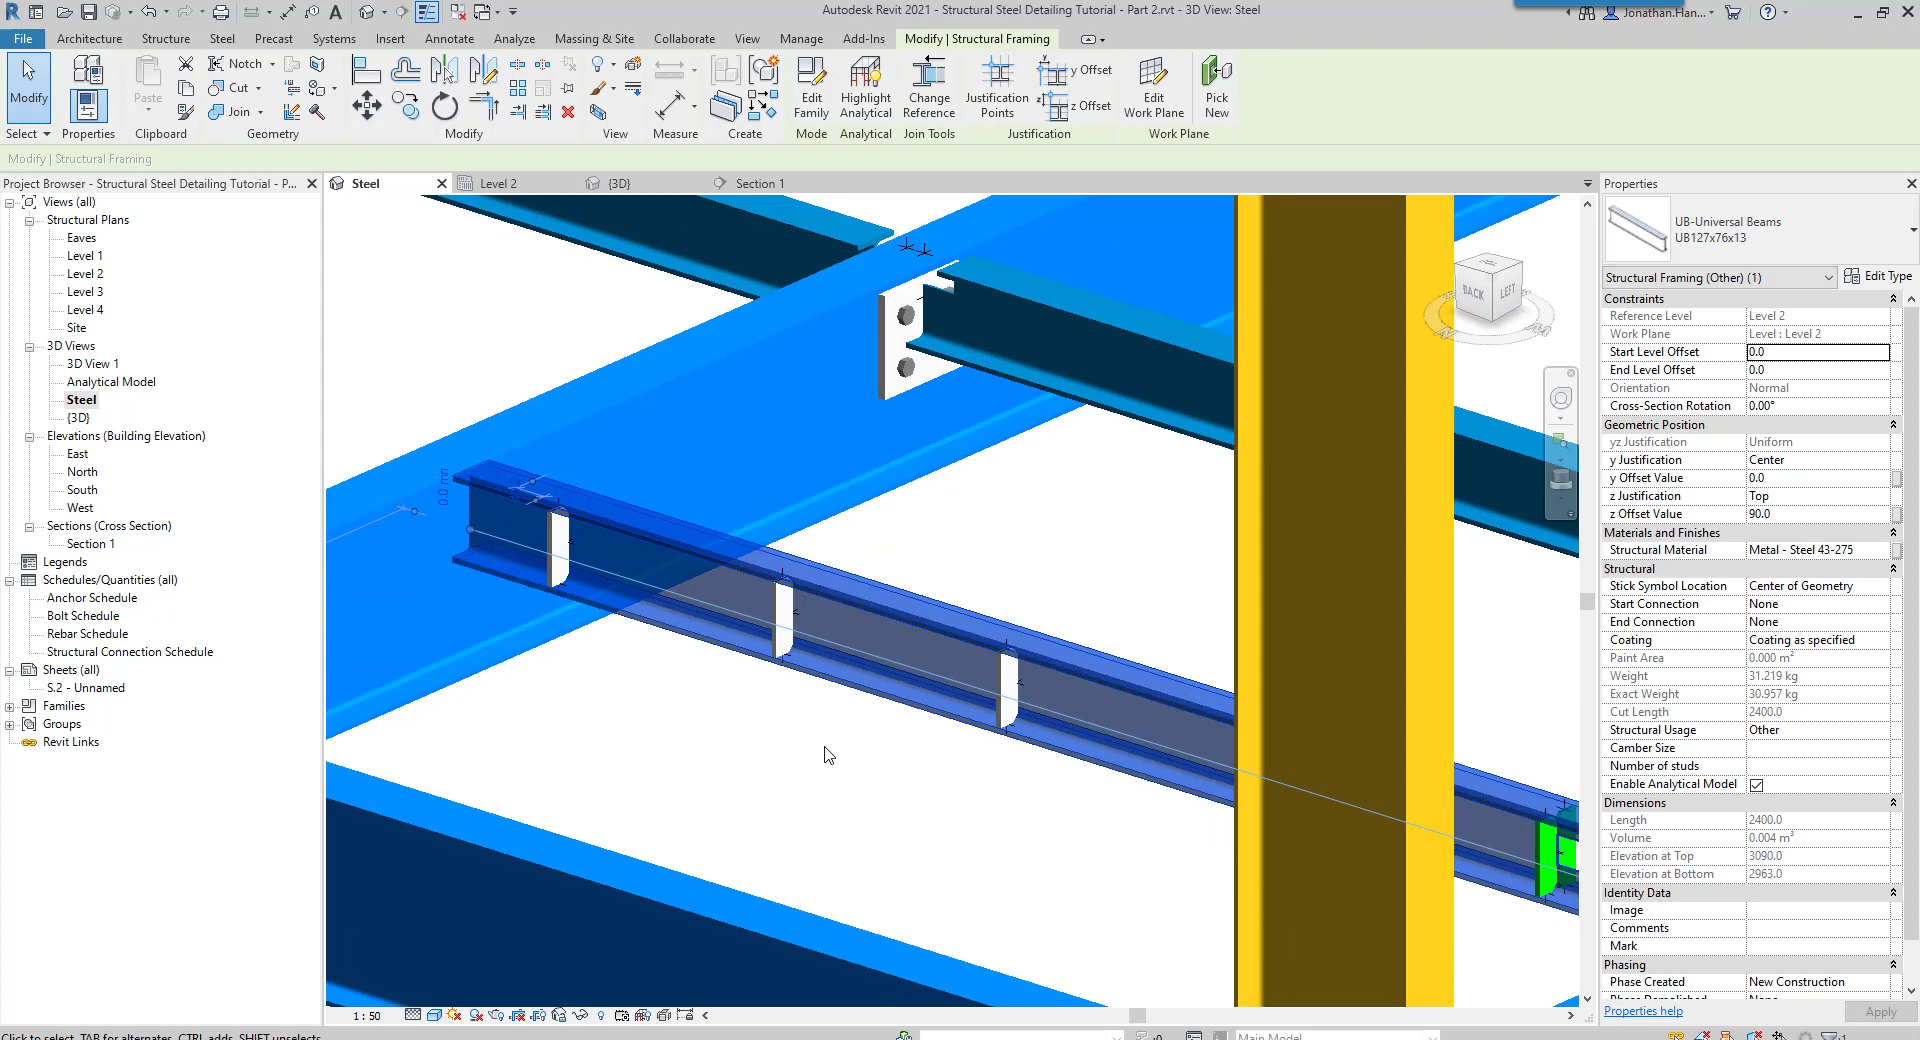 Autodesk Revit 2021 - Structural Steel Detailing Tutorial - Part 2.rvt - 3D View: Steel
Jonathan.Han...
File Architecture Structure Steel Precast Systems Insert Annotate Analyze Massing & Site Collaborate View Manage Add-Ins Modify | Structural Framing
Modify
Select
Properties
Paste
Clipboard
Notch
Cut
Join
Geometry
Modify
View
Measure
Create
Edit
Family
Mode
Highlight
Analytical
Analytical
Change
Reference
Join Tools
Justification
Points
y Offset
z Offset
Justification
Edit
Work Plane
Work Plane
Pick
New
Modify | Structural Framing
Project Browser - Structural Steel Detailing Tutorial - P...
Views (all)
Structural Plans
Eaves
Level 1
Level 2
Level 3
Level 4
Site
3D Views
3D View 1
Analytical Model
Steel
{3D}
Elevations (Building Elevation)
East
North
South
West
Sections (Cross Section)
Section 1
Legends
Schedules/Quantities (all)
Anchor Schedule
Bolt Schedule
Rebar Schedule
Structural Connection Schedule
Sheets (all)
S.2 - Unnamed
Families
Groups
Revit Links
Steel
Level 2
{3D}
Section 1
0.0 mm
BACK
LEFT
1 : 50
Properties
UB-Universal Beams
UB127x76x13
Structural Framing (Other) (1)
Edit Type
Constraints
Reference Level Level 2
Work Plane Level : Level 2
Start Level Offset 0.0
End Level Offset 0.0
Orientation Normal
Cross-Section Rotation 0.00°
Geometric Position
yz Justification Uniform
y Justification Center
y Offset Value 0.0
z Justification Top
z Offset Value 90.0
Materials and Finishes
Structural Material Metal - Steel 43-275
Structural
Stick Symbol Location Center of Geometry
Start Connection None
End Connection None
Coating Coating as specified
Paint Area 0.000 m²
Weight 31.219 kg
Exact Weight 30.957 kg
Cut Length 2400.0
Structural Usage Other
Camber Size
Number of studs
Enable Analytical Model
Dimensions
Length 2400.0
Volume 0.004 m³
Elevation at Top 3090.0
Elevation at Bottom 2963.0
Identity Data
Image
Comments
Mark
Phasing
Phase Created New Construction
Properties help
Apply
Click to select, TAB for alternates, CTRL adds, SHIFT unselects.
Main Model